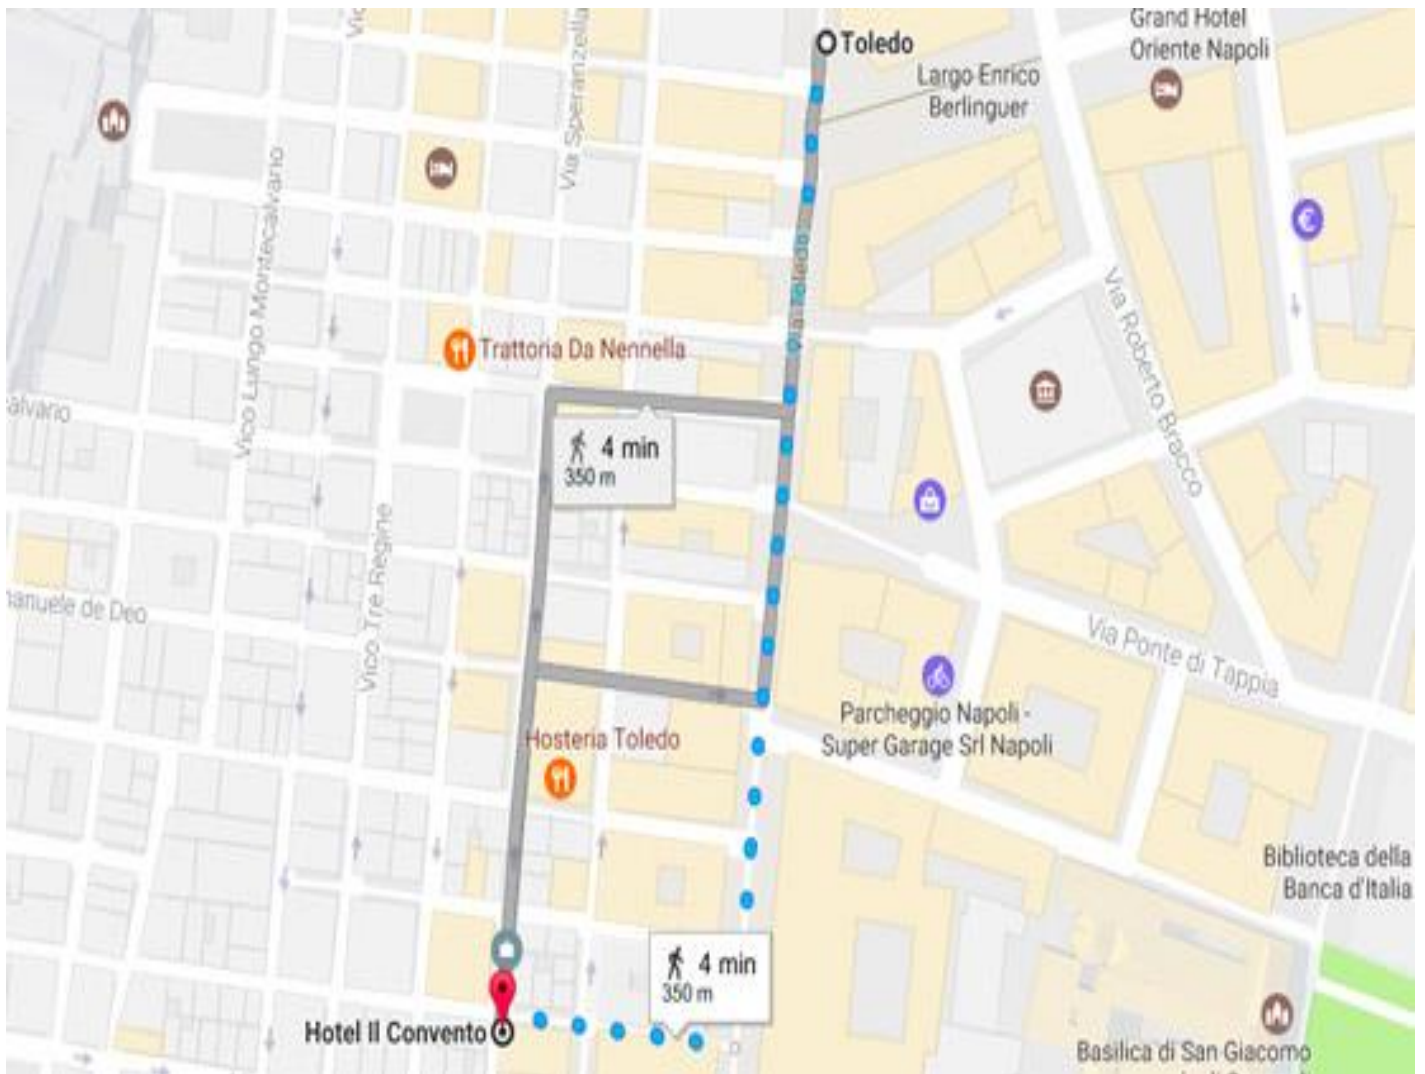 Toledo
Grand Hotel
Oriente Napoli
Largo Enrico
Berlinguer
Via Speranzella
Vico Lungo Montecalvario
Via Toledo
Via Roberto Bracco
Trattoria Da Nennella
alvario
4 min
350 m
Vico Tre Regine
anuele de Deo
Via Ponte di Tappia
Parcheggio Napoli -
Super Garage Srl Napoli
Hosteria Toledo
Biblioteca della
Banca d'Italia
4 min
350 m
Hotel Il Convento
Basilica di San Giacomo